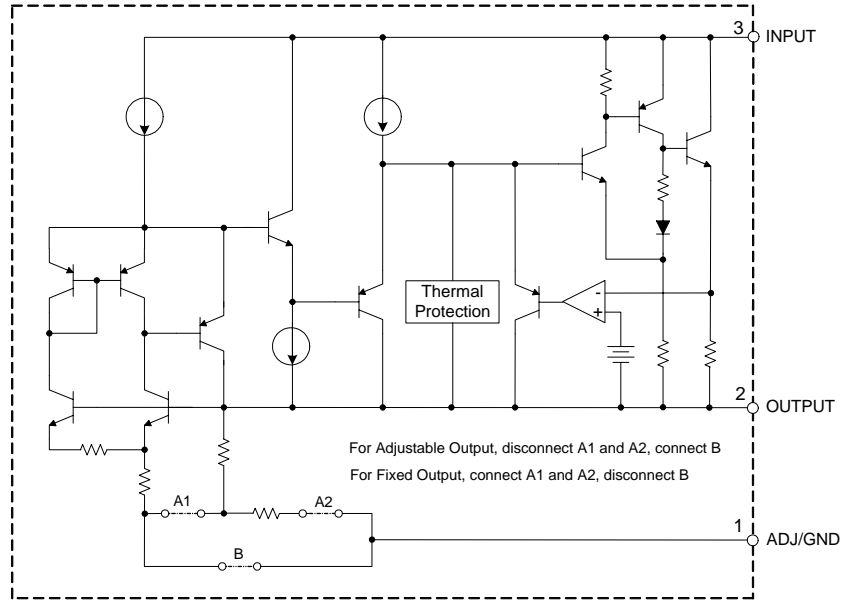 3 INPUT
Thermal
Protection
-
+
2 OUTPUT
For Adjustable Output, disconnect A1 and A2, connect B
For Fixed Output, connect A1 and A2, disconnect B
A1
A2
1 ADJ/GND
B